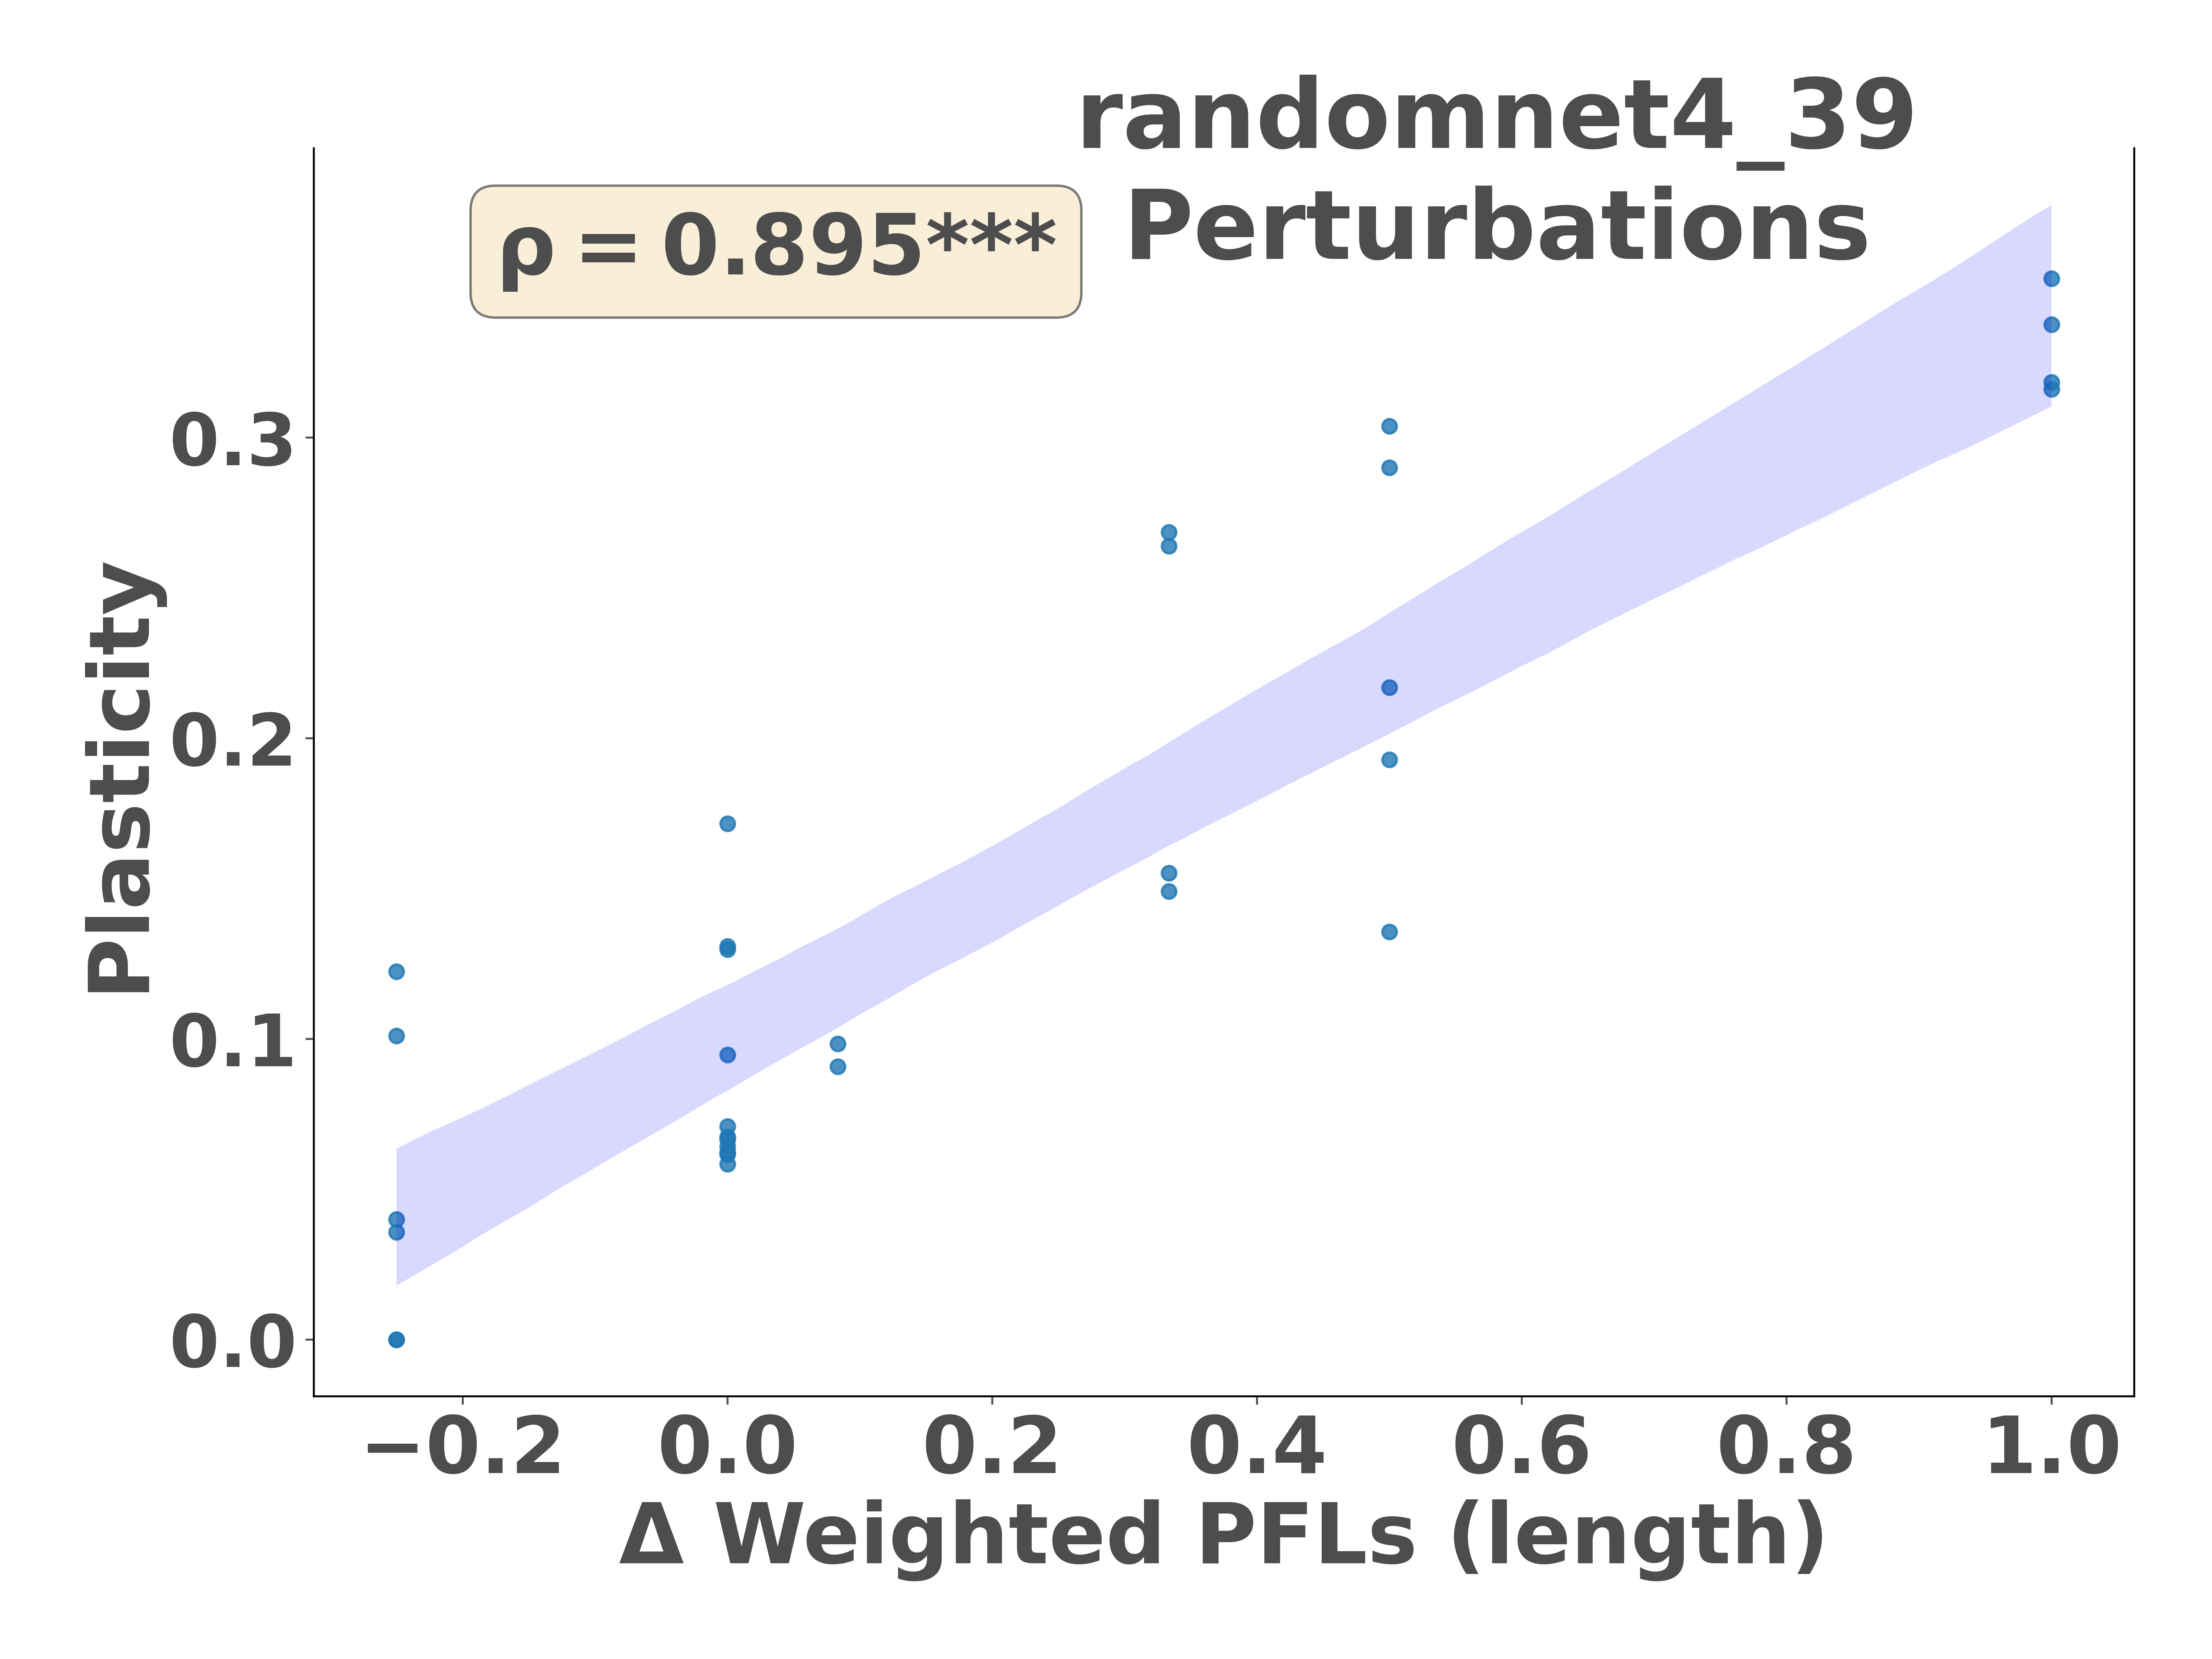 randomnet4_39
Perturbations
ρ = 0.895***
Plasticity
0.3
0.2
0.1
0.0
−0.2 0.0 0.2 0.4 0.6 0.8 1.0
Δ Weighted PFLs (length)